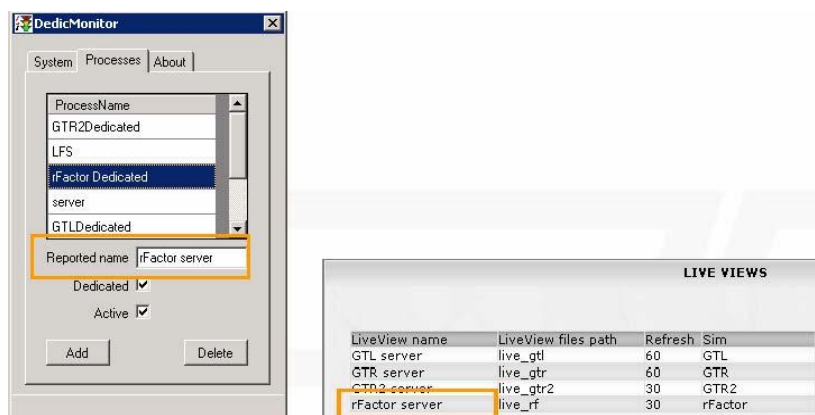 DedicMonitor
System Processes About
ProcessName
GTR2Dedicated
LFS
rFactor Dedicated
server
GTLDedicated
Reported name rFactor server
Dedicated
Active
Add Delete
LIVE VIEWS
LiveView name LiveView files path Refresh Sim
GTL server live_gtl 60 GTL
GTR server live_gtr 60 GTR
GTR2 server live_gtr2 30 GTR2
rFactor server live_rf 30 rFactor